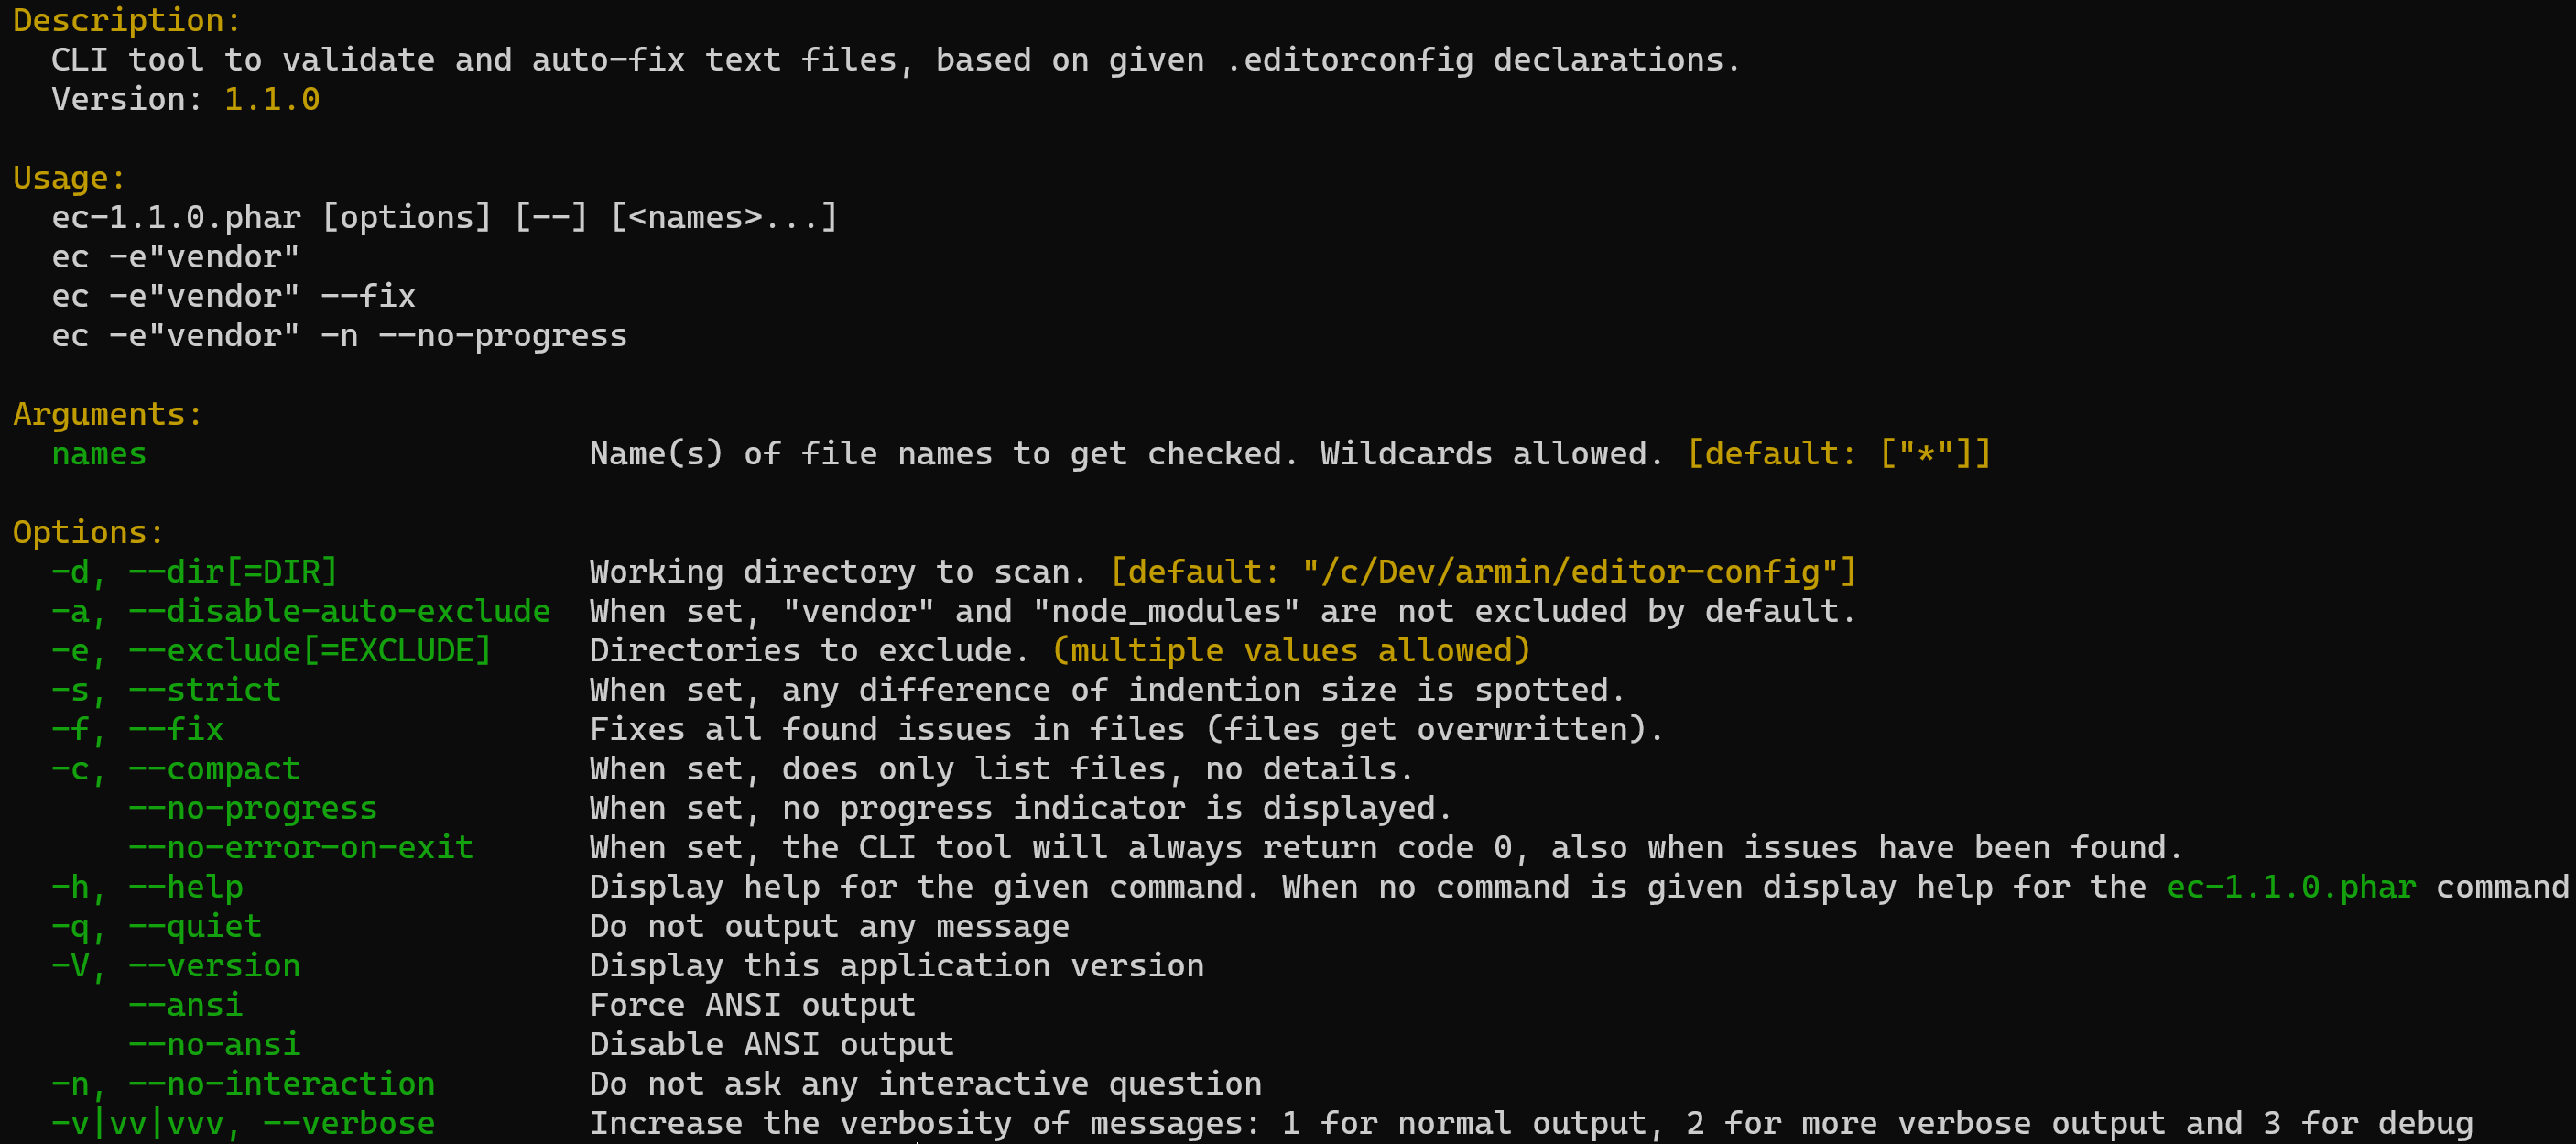 Description:
  CLI tool to validate and auto-fix text files, based on given .editorconfig declarations.
  Version: 1.1.0

Usage:
  ec-1.1.0.phar [options] [--] [<names>...]
  ec -e"vendor"
  ec -e"vendor" --fix
  ec -e"vendor" -n --no-progress

Arguments:
  names                       Name(s) of file names to get checked. Wildcards allowed. [default: ["*"]]

Options:
  -d, --dir[=DIR]             Working directory to scan. [default: "/c/Dev/armin/editor-config"]
  -a, --disable-auto-exclude  When set, "vendor" and "node_modules" are not excluded by default.
  -e, --exclude[=EXCLUDE]     Directories to exclude. (multiple values allowed)
  -s, --strict                When set, any difference of indention size is spotted.
  -f, --fix                   Fixes all found issues in files (files get overwritten).
  -c, --compact               When set, does only list files, no details.
      --no-progress           When set, no progress indicator is displayed.
      --no-error-on-exit      When set, the CLI tool will always return code 0, also when issues have been found.
  -h, --help                  Display help for the given command. When no command is given display help for the ec-1.1.0.phar command
  -q, --quiet                 Do not output any message
  -V, --version               Display this application version
      --ansi                  Force ANSI output
      --no-ansi               Disable ANSI output
  -n, --no-interaction        Do not ask any interactive question
  -v|vv|vvv, --verbose        Increase the verbosity of messages: 1 for normal output, 2 for more verbose output and 3 for debug